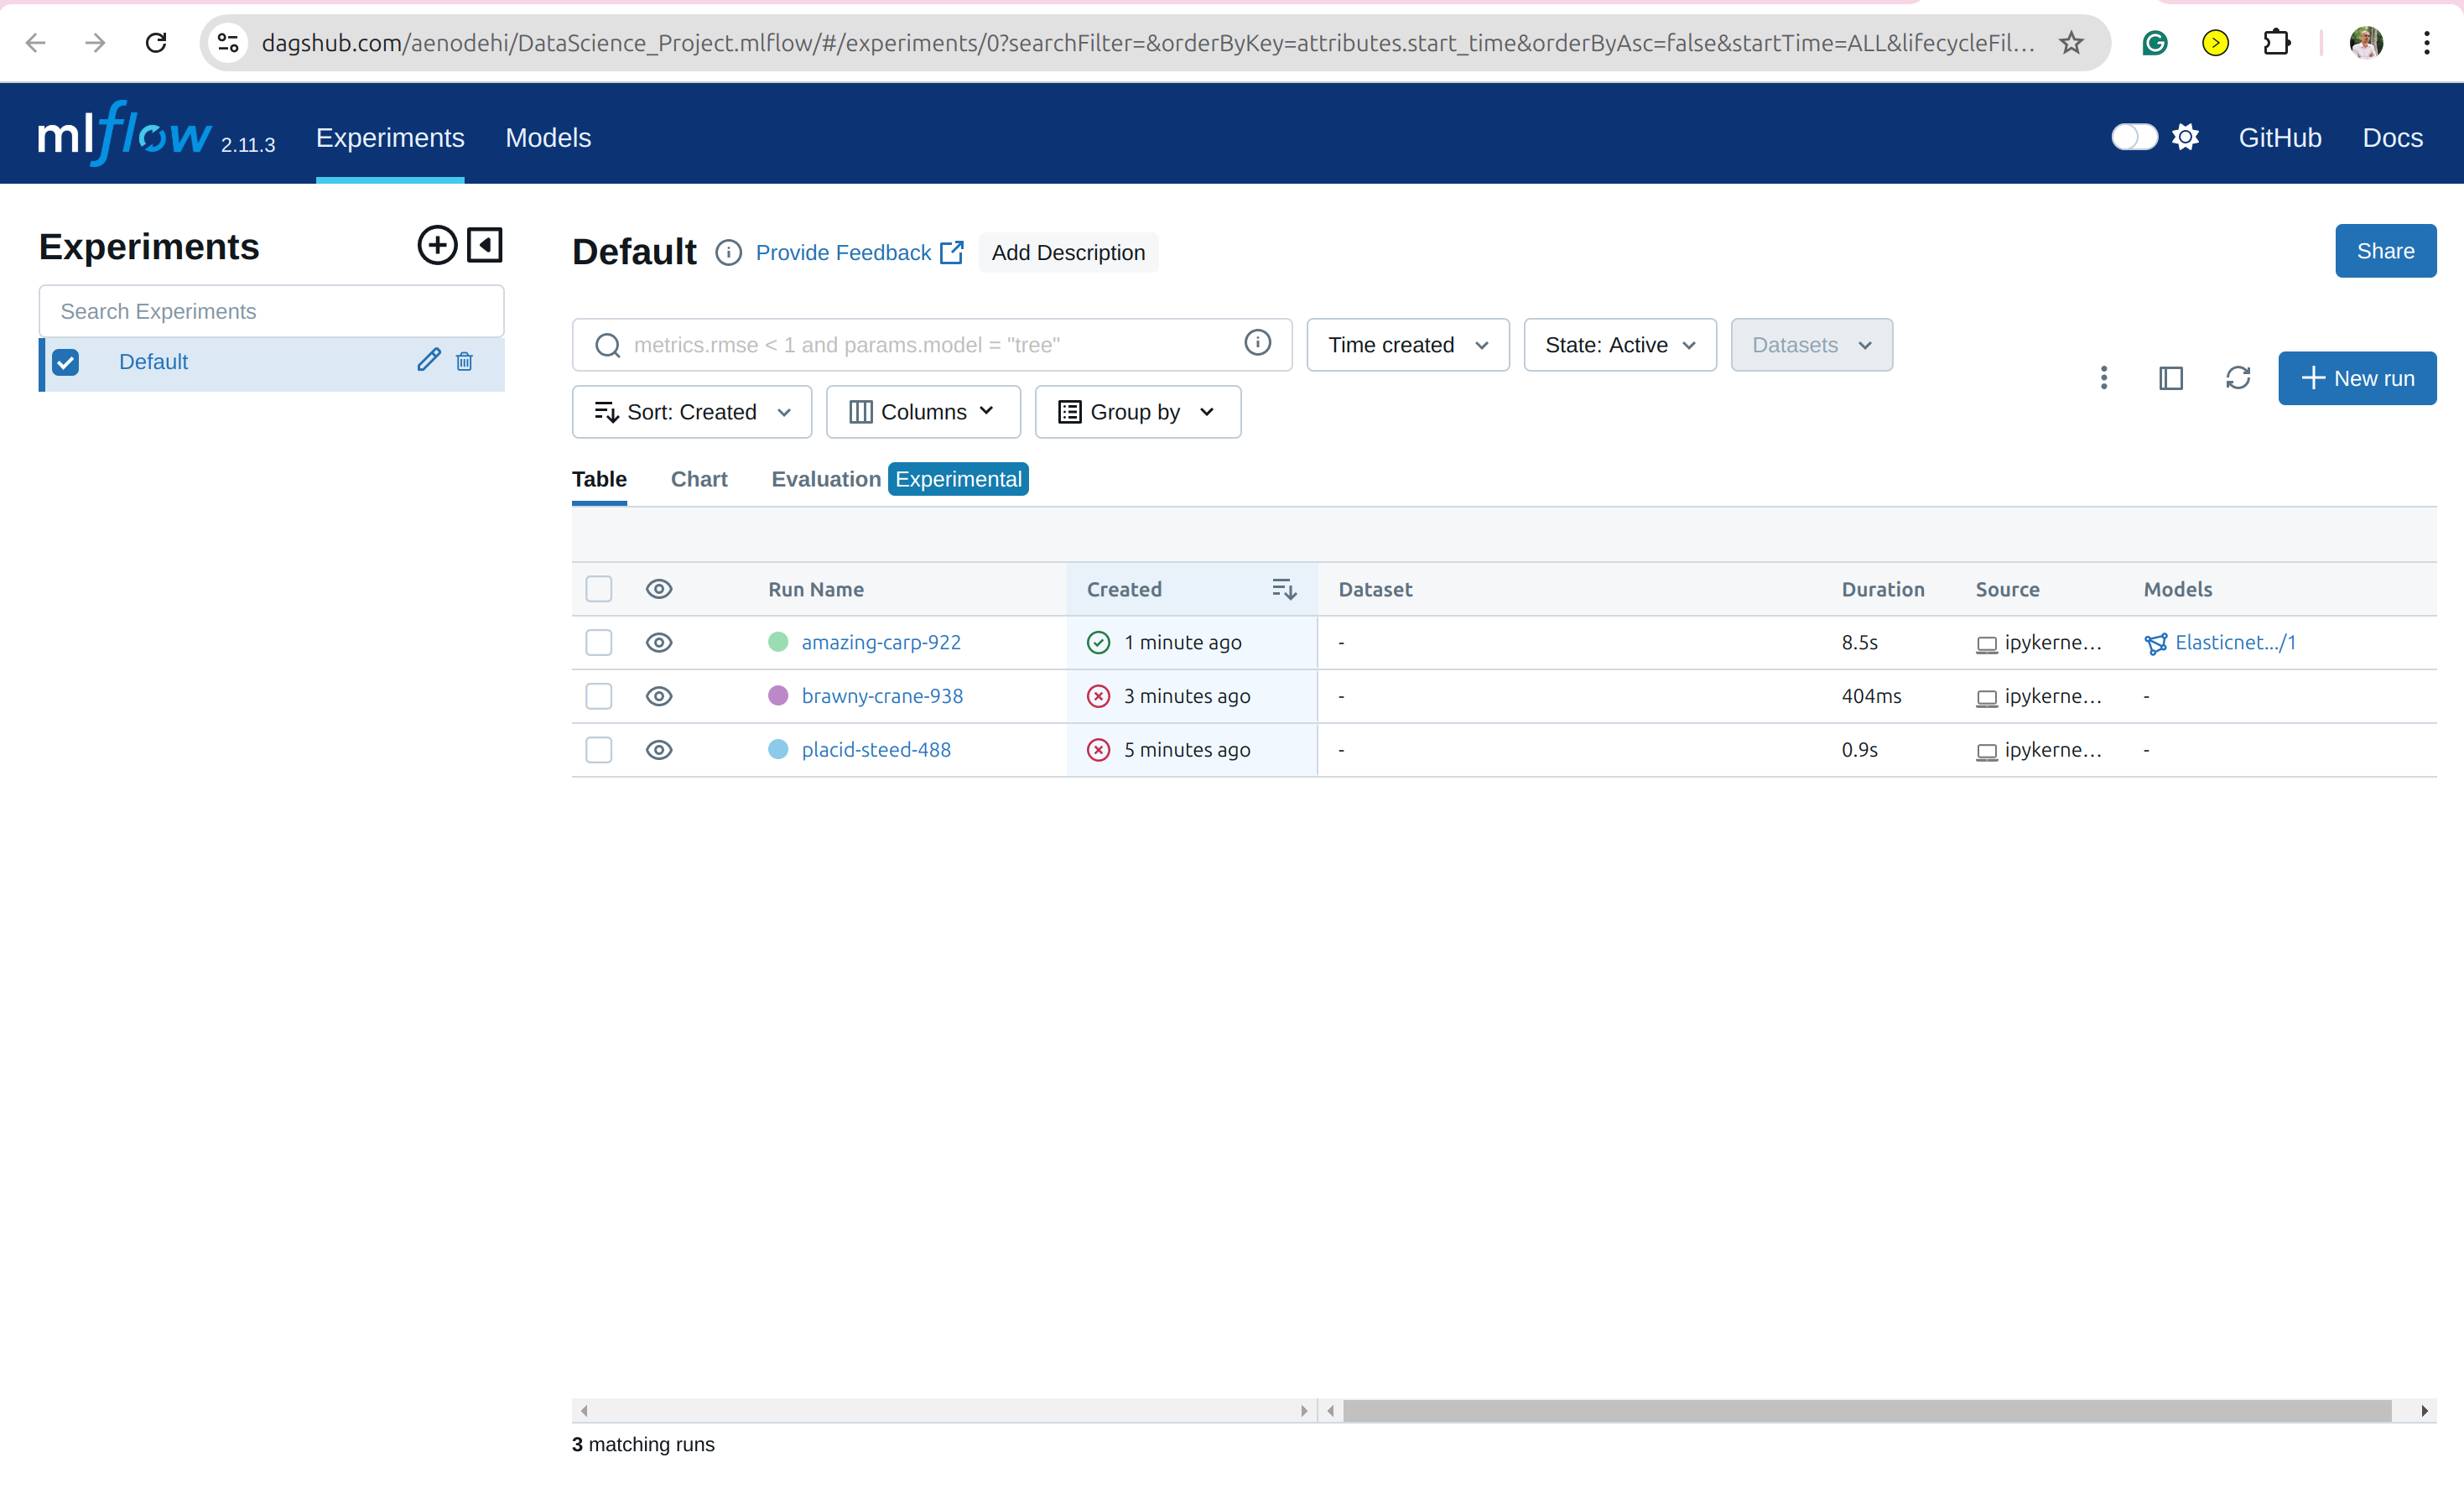 dagshub.com/aenodehi/DataScience_Project.mlflow/#/experiments/0?searchFilter=&orderByKey=attributes.start_time&orderByAsc=false&startTime=ALL&lifecycleFil...
mlflow 2.11.3 Experiments Models GitHub Docs
Experiments
Search Experiments
Default
Default Provide Feedback Add Description Share
metrics.rmse < 1 and params.model = "tree" Time created State: Active Datasets
New run
Sort: Created Columns Group by
Table Chart Evaluation Experimental
Run Name Created Dataset Duration Source Models
amazing-carp-922 1 minute ago - 8.5s ipykerne... Elasticnet.../1
brawny-crane-938 3 minutes ago - 404ms ipykerne... -
placid-steed-488 5 minutes ago - 0.9s ipykerne... -
3 matching runs